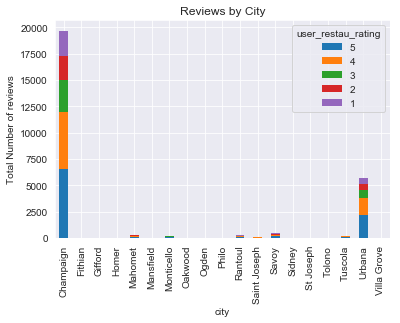 Reviews by City
Total Number of reviews
20000
17500
15000
12500
10000
7500
5000
2500
0
user_restau_rating
5
4
3
2
1
Champaign
Fithian
Gifford
Homer
Mahomet
Mansfield
Monticello
Oakwood
Ogden
Philo
Rantoul
Saint Joseph
Savoy
Sidney
St Joseph
Tolono
Tuscola
Urbana
Villa Grove
city